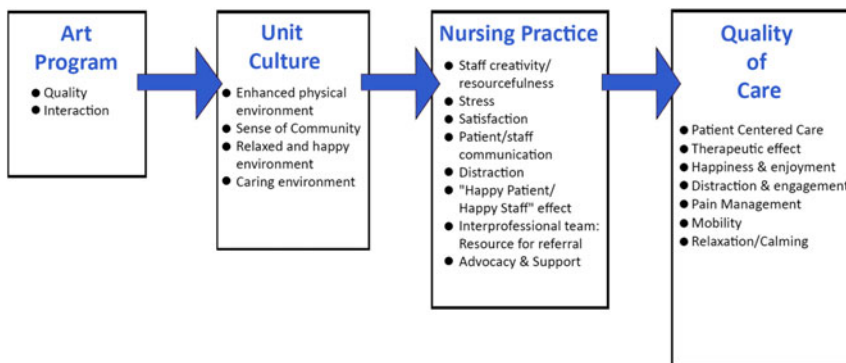 Art
Program
● Quality
● Interaction
Unit
Culture
● Enhanced physical
environment
● Sense of Community
● Relaxed and happy
environment
● Caring environment
Nursing Practice
● Staff creativity/
resourcefulness
● Stress
● Satisfaction
● Patient/staff
communication
● Distraction
● "Happy Patient/
Happy Staff" effect
● Interprofessional team:
Resource for referral
● Advocacy & Support
Quality
of
Care
● Patient Centered Care
● Therapeutic effect
● Happiness & enjoyment
● Distraction & engagement
● Pain Management
● Mobility
● Relaxation/Calming